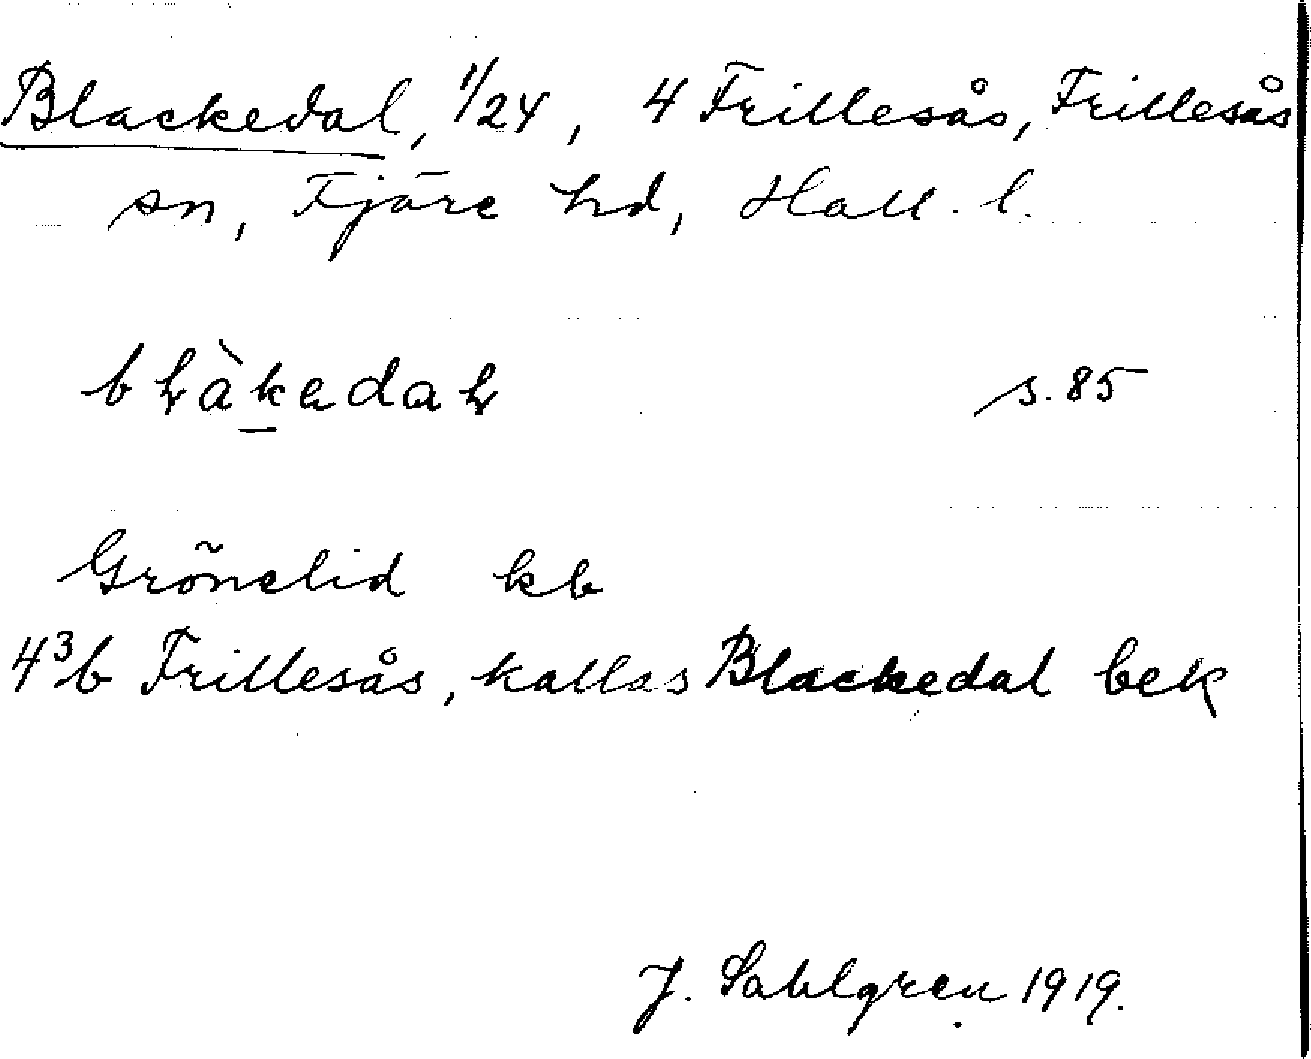 Blackedal, 1/24, 4 Frillesås, Frillesås
sn, Fjäre hd, Hall. l.
bɫàkedaɫ s. 85
Grönelid kb
4³b Frillesås, kallas Blackedal bek
J. Sahlgren 1919.